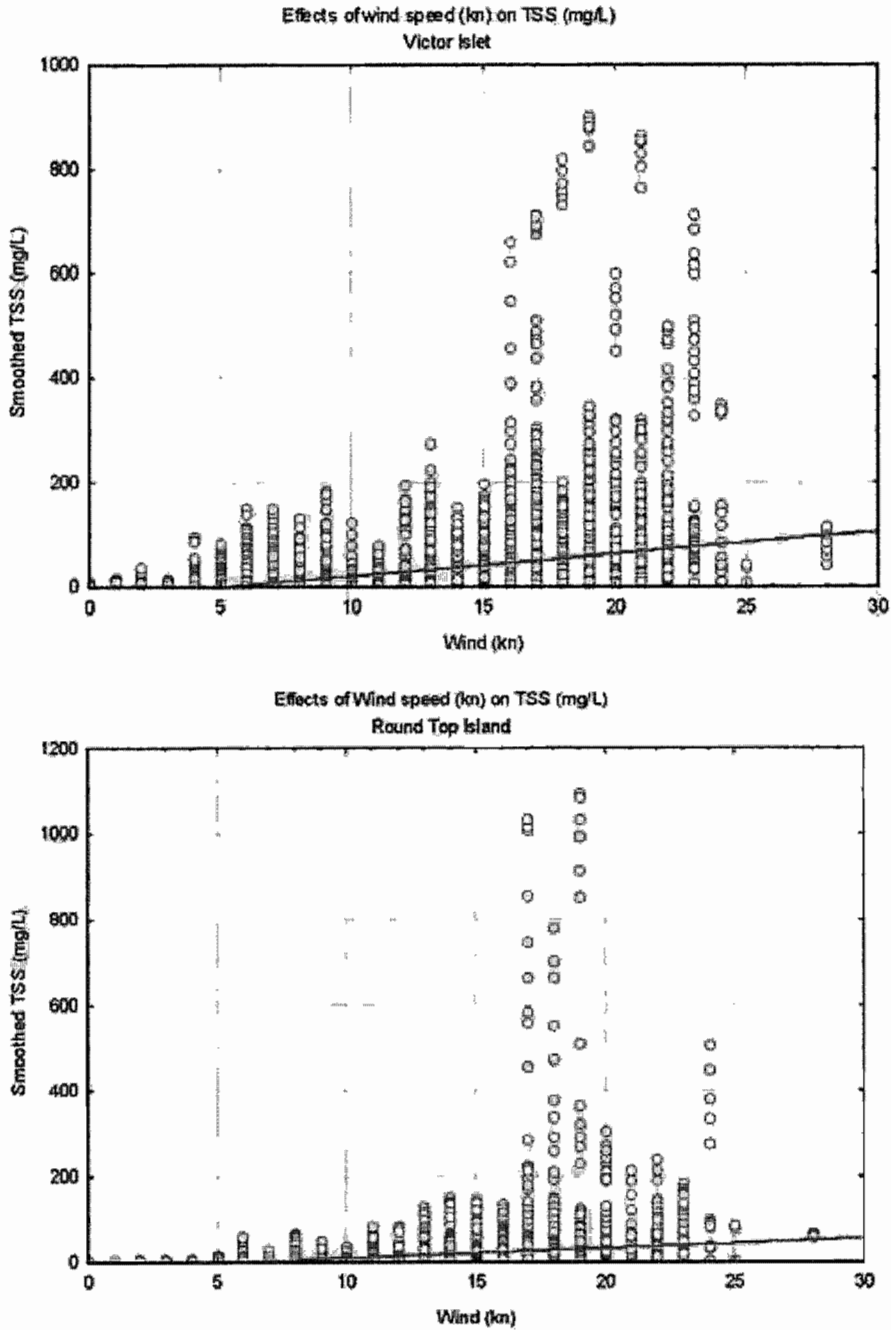 Effects of wind speed (kn) on TSS (mg/L)
Victor Islet
1000
800
600
400
200
0
Smoothed TSS (mg/L)
0 5 10 15 20 25 30
Wind (kn)
Effects of Wind speed (kn) on TSS (mg/L)
Round Top Island
1200
1000
800
600
400
200
0
Smoothed TSS (mg/L)
0 5 10 15 20 25 30
Wind (kn)